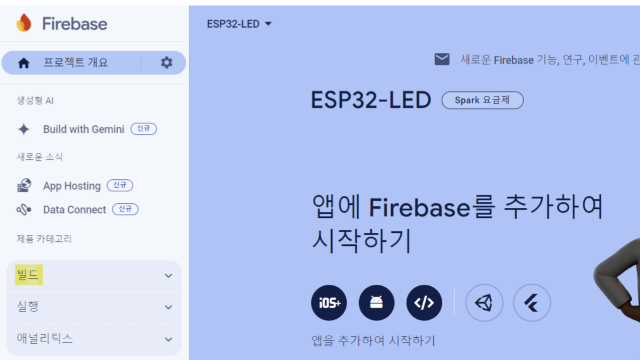 Firebase
ESP32-LED
프로젝트 개요
새로운 Firebase 기능, 연구, 이벤트에 관
생성형 AI
ESP32-LED
Spark 요금제
Build with Gemini 신규
새로운 소식
App Hosting 신규
Data Connect 신규
앱에 Firebase를 추가하여
시작하기
제품 카테고리
빌드
실행
애널리틱스
iOS+
앱을 추가하여 시작하기